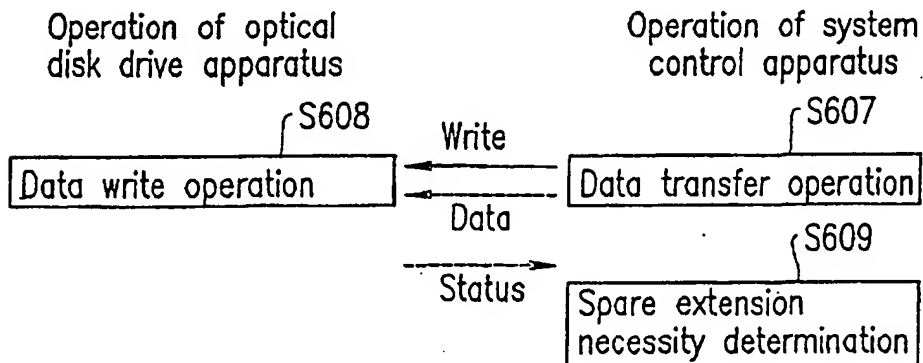 Operation of optical
disk drive apparatus
Operation of system
control apparatus
S608
S607
Write
Data write operation
Data transfer operation
Data
S609
Status
Spare extension
necessity determination